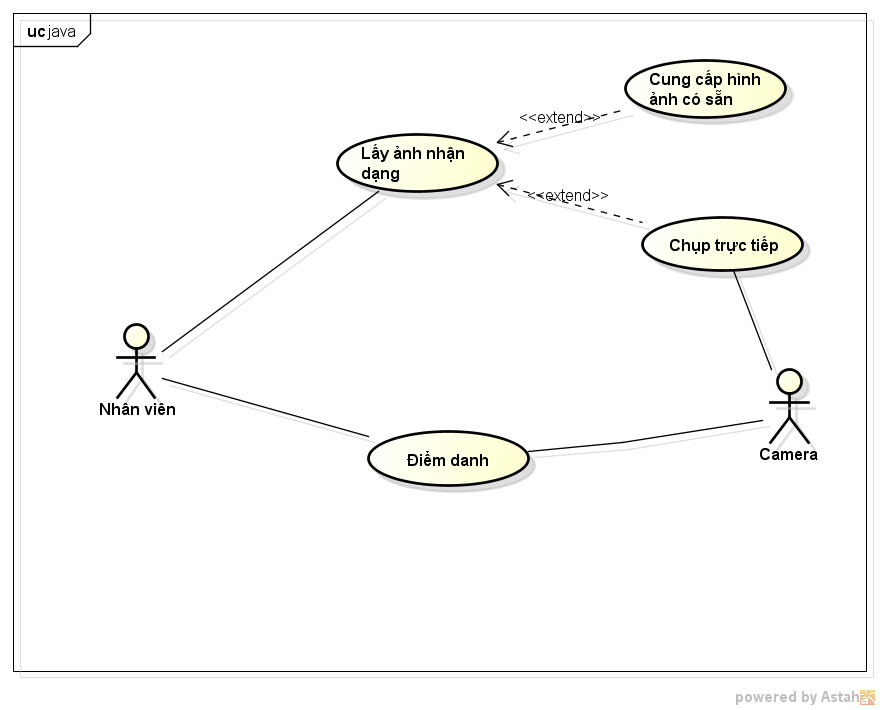 uc java
Cung cấp hình
ảnh có sẵn
<<extend>>
Lấy ảnh nhận
dạng
<<extend>>
Chụp trực tiếp
Nhân viên
Điểm danh
Camera
powered by Astah